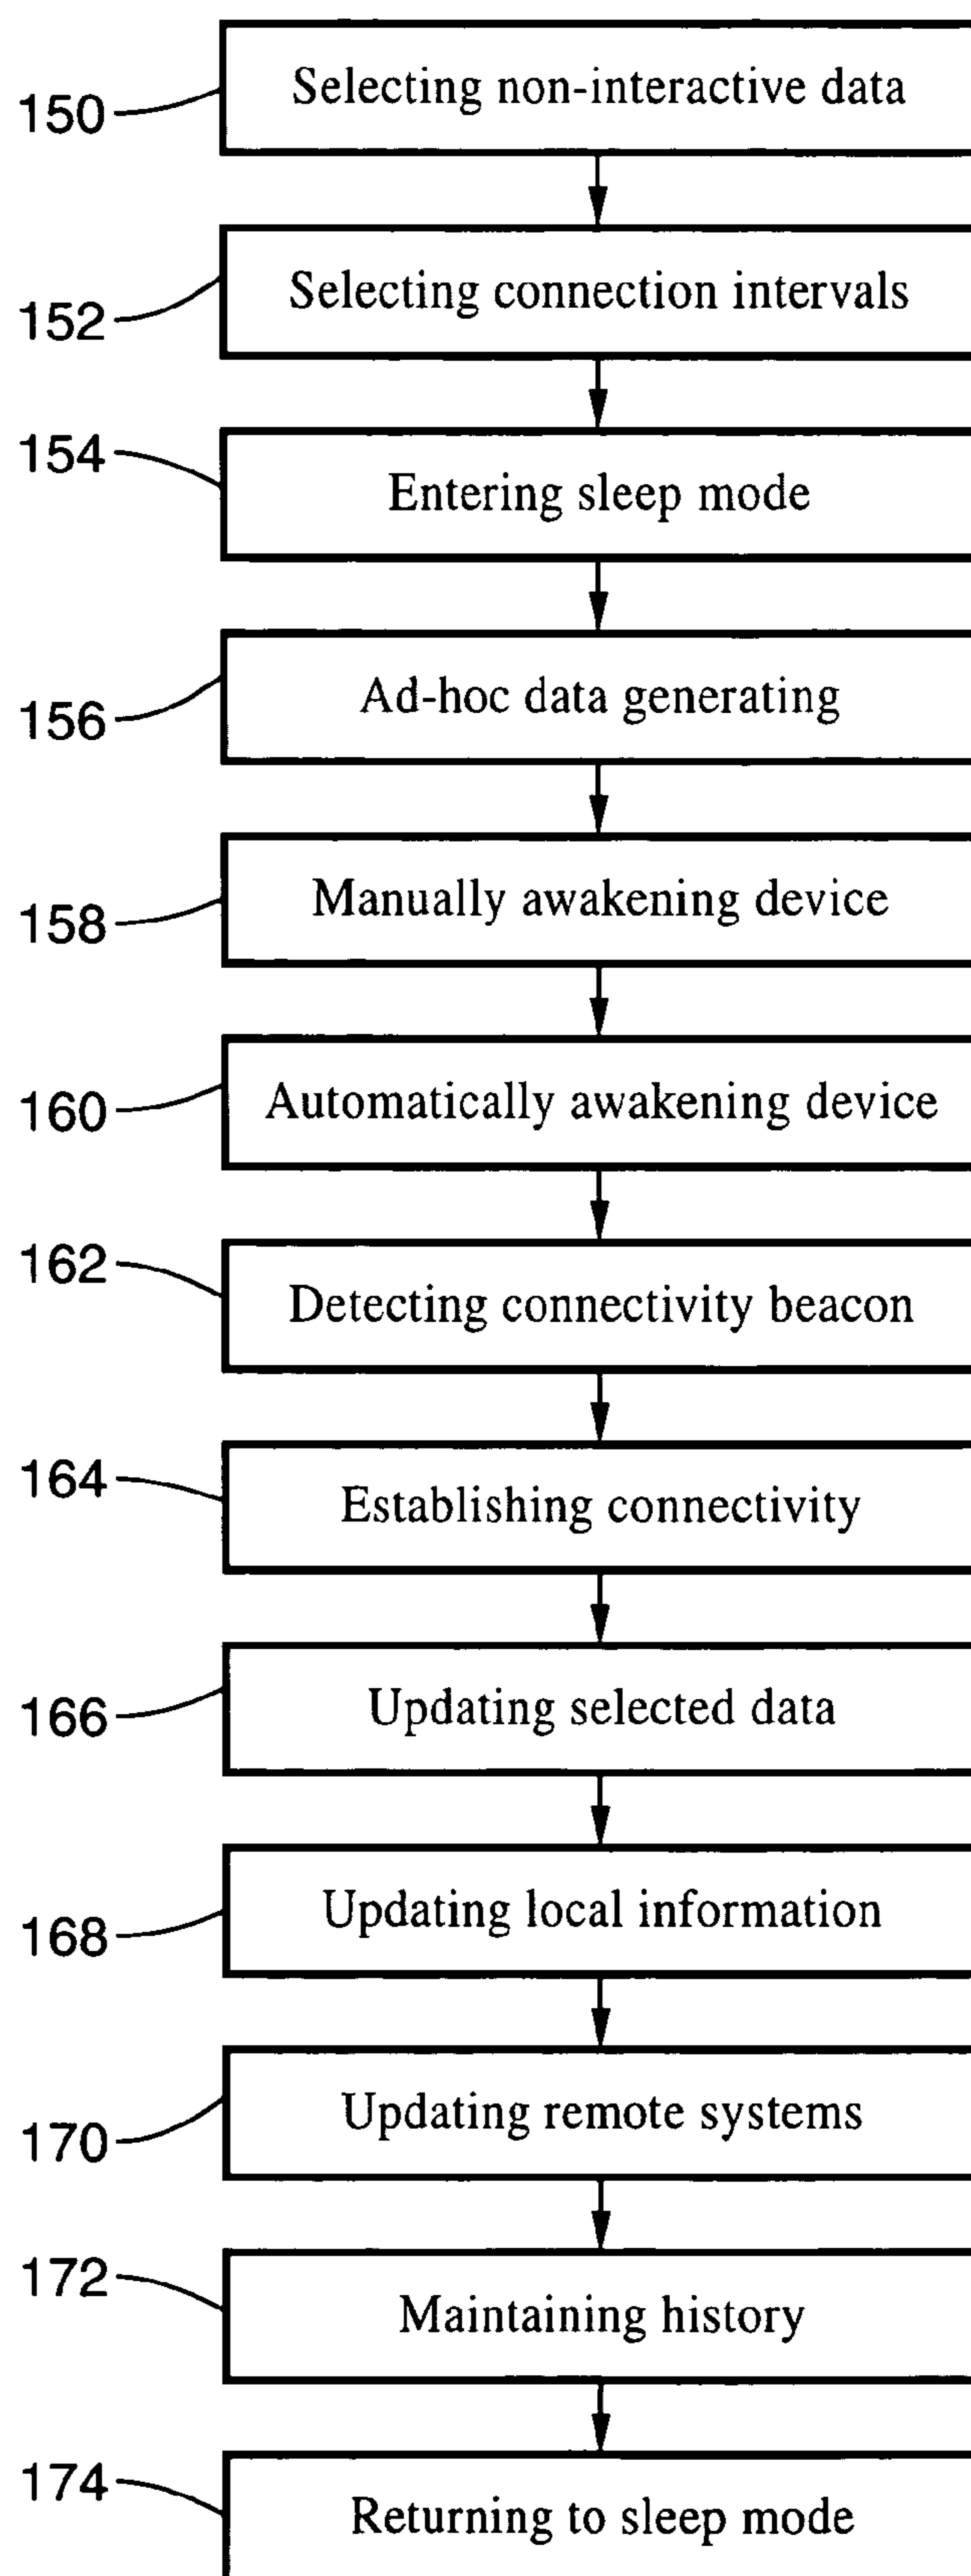 150 Selecting non-interactive data
152 Selecting connection intervals
154 Entering sleep mode
156 Ad-hoc data generating
158 Manually awakening device
160 Automatically awakening device
162 Detecting connectivity beacon
164 Establishing connectivity
166 Updating selected data
168 Updating local information
170 Updating remote systems
172 Maintaining history
174 Returning to sleep mode